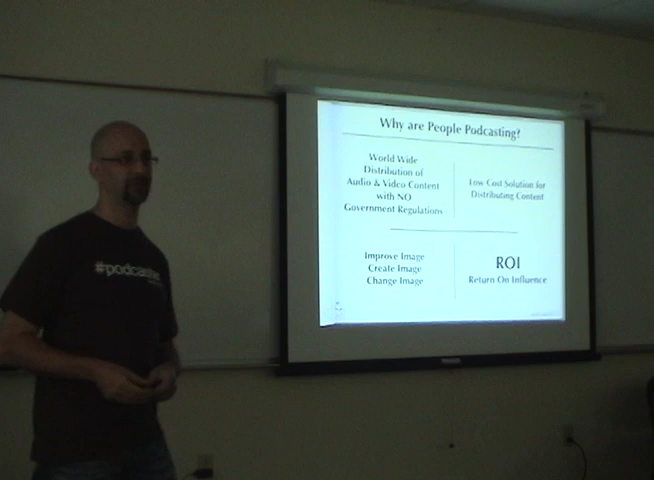 Why are People Podcasting?
World Wide
Distribution of
Audio & Video Content
with NO
Government Regulations
Low Cost Solution for
Distributing Content
Improve Image
Create Image
Change Image
ROI
Return On Influence
#podcaster